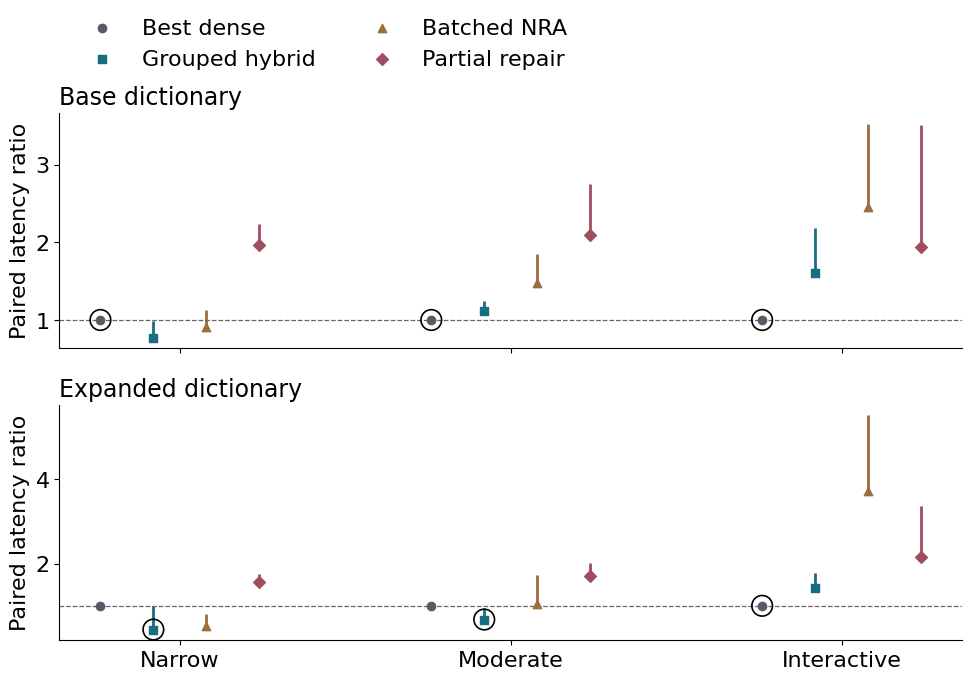 Best dense
Grouped hybrid
Batched NRA
Partial repair
Base dictionary
Paired latency ratio
3
2
1
Expanded dictionary
Paired latency ratio
4
2
Narrow
Moderate
Interactive